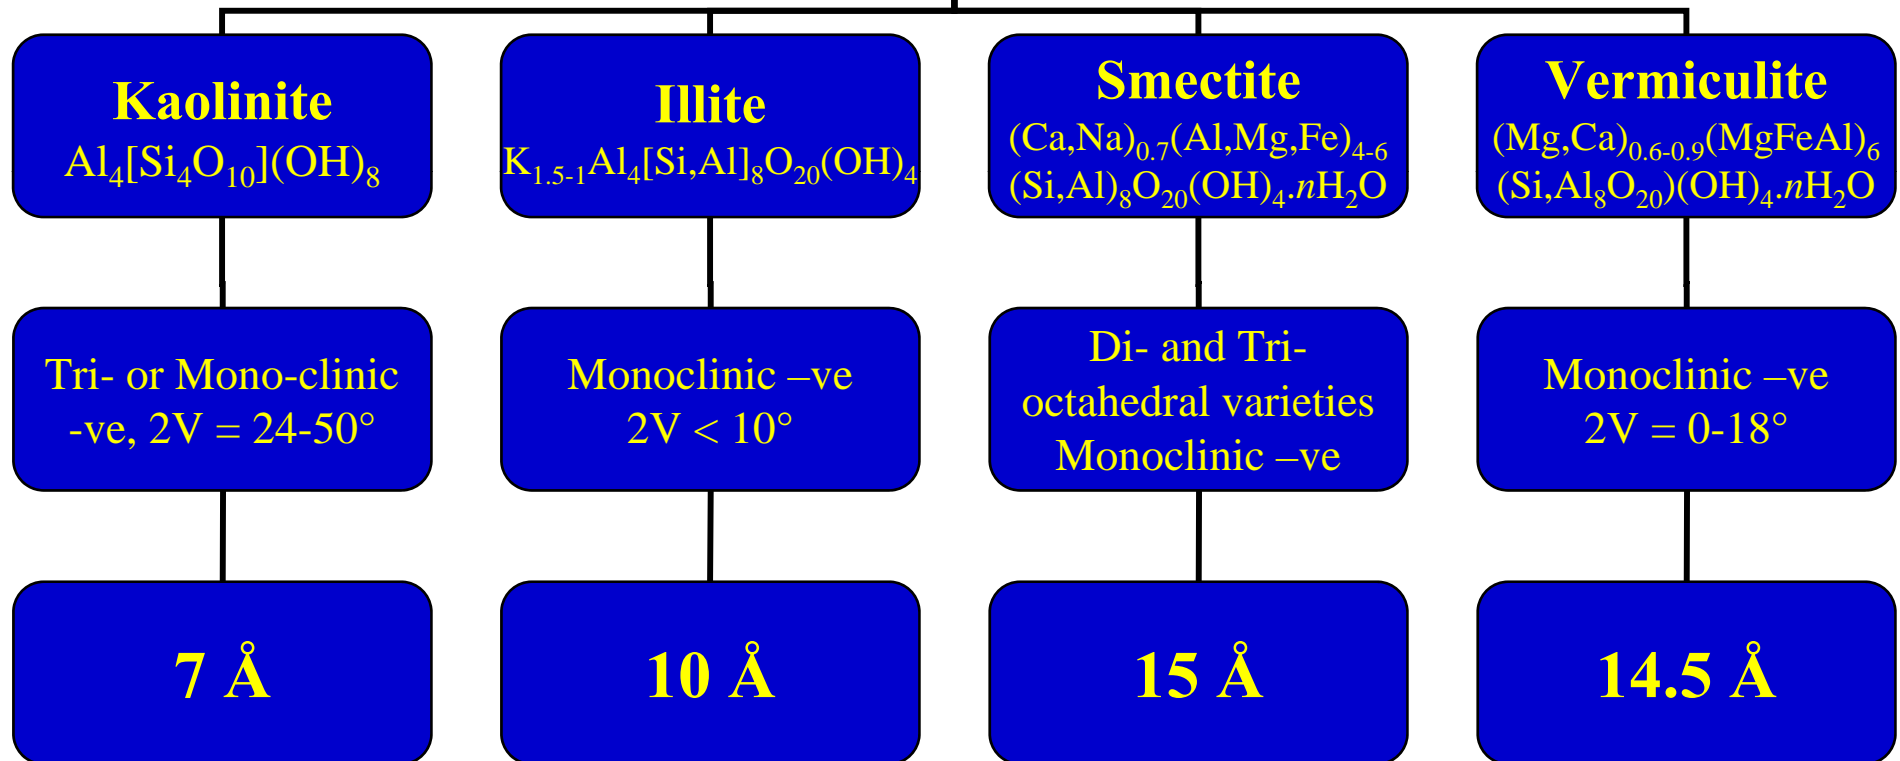 Kaolinite
Al₄[Si₄O₁₀](OH)₈
Illite
K₁.₅₋₁Al₄[Si,Al]₈O₂₀(OH)₄
Smectite
(Ca,Na)₀.₇(Al,Mg,Fe)₄₋₆
(Si,Al)₈O₂₀(OH)₄.nH₂O
Vermiculite
(Mg,Ca)₀.₆₋₀.₉(MgFeAl)₆
(Si,Al₈O₂₀)(OH)₄.nH₂O
Tri- or Mono-clinic
-ve, 2V = 24-50°
Monoclinic –ve
2V < 10°
Di- and Tri-
octahedral varieties
Monoclinic –ve
Monoclinic –ve
2V = 0-18°
7 Å
10 Å
15 Å
14.5 Å